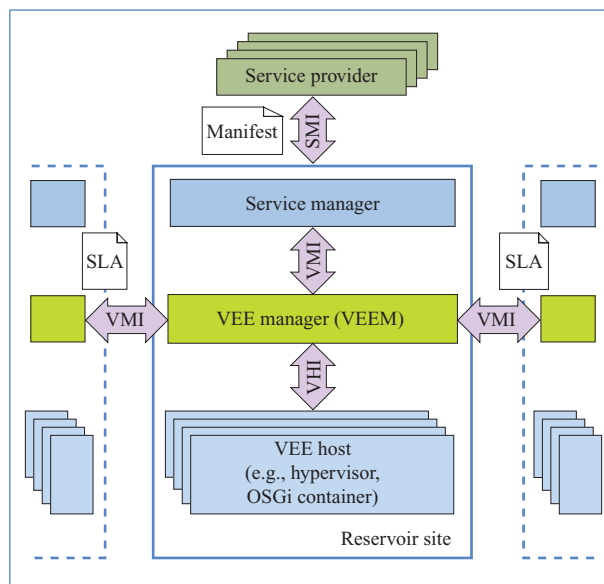 Service provider
Manifest
SMI
Service manager
SLA
VMI
SLA
VMI
VEE manager (VEEM)
VMI
VHI
VEE host
(e.g., hypervisor,
OSGi container)
Reservoir site